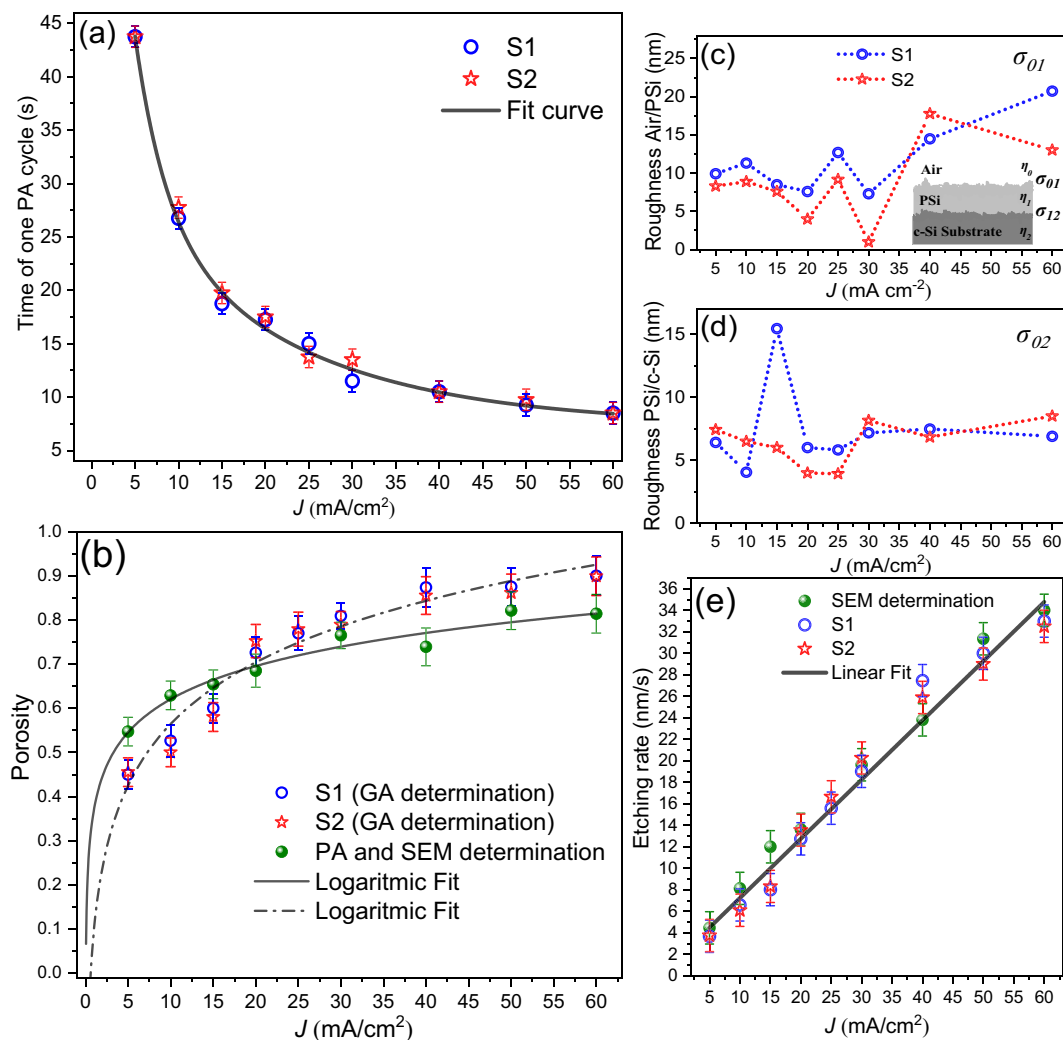 (a)
S1
S2
Fit curve
Time of one PA cycle (s)
45
40
35
30
25
20
15
10
5
0 5 10 15 20 25 30 35 40 45 50 55 60
J (mA/cm²)
(b)
Porosity
1.0
0.9
0.8
0.7
0.6
0.5
0.4
0.3
0.2
0.1
0.0
S1 (GA determination)
S2 (GA determination)
PA and SEM determination
Logaritmic Fit
Logaritmic Fit
0 5 10 15 20 25 30 35 40 45 50 55 60
J (mA/cm²)
(c)
S1
S2
σ01
Roughness Air/PSi (nm)
25
20
15
10
5
0
Air
η0
σ01
PSi
η1
σ12
c-Si Substrate
η2
5 10 15 20 25 30 35 40 45 50 55 60
J (mA cm-²)
(d)
σ02
Roughness PSi/c-Si (nm)
15
10
5
0
5 10 15 20 25 30 35 40 45 50 55 60
J (mA/cm²)
(e)
SEM determination
S1
S2
Linear Fit
Etching rate (nm/s)
36
34
32
30
28
26
24
22
20
18
16
14
12
10
8
6
4
2
0
5 10 15 20 25 30 35 40 45 50 55 60
J (mA/cm²)